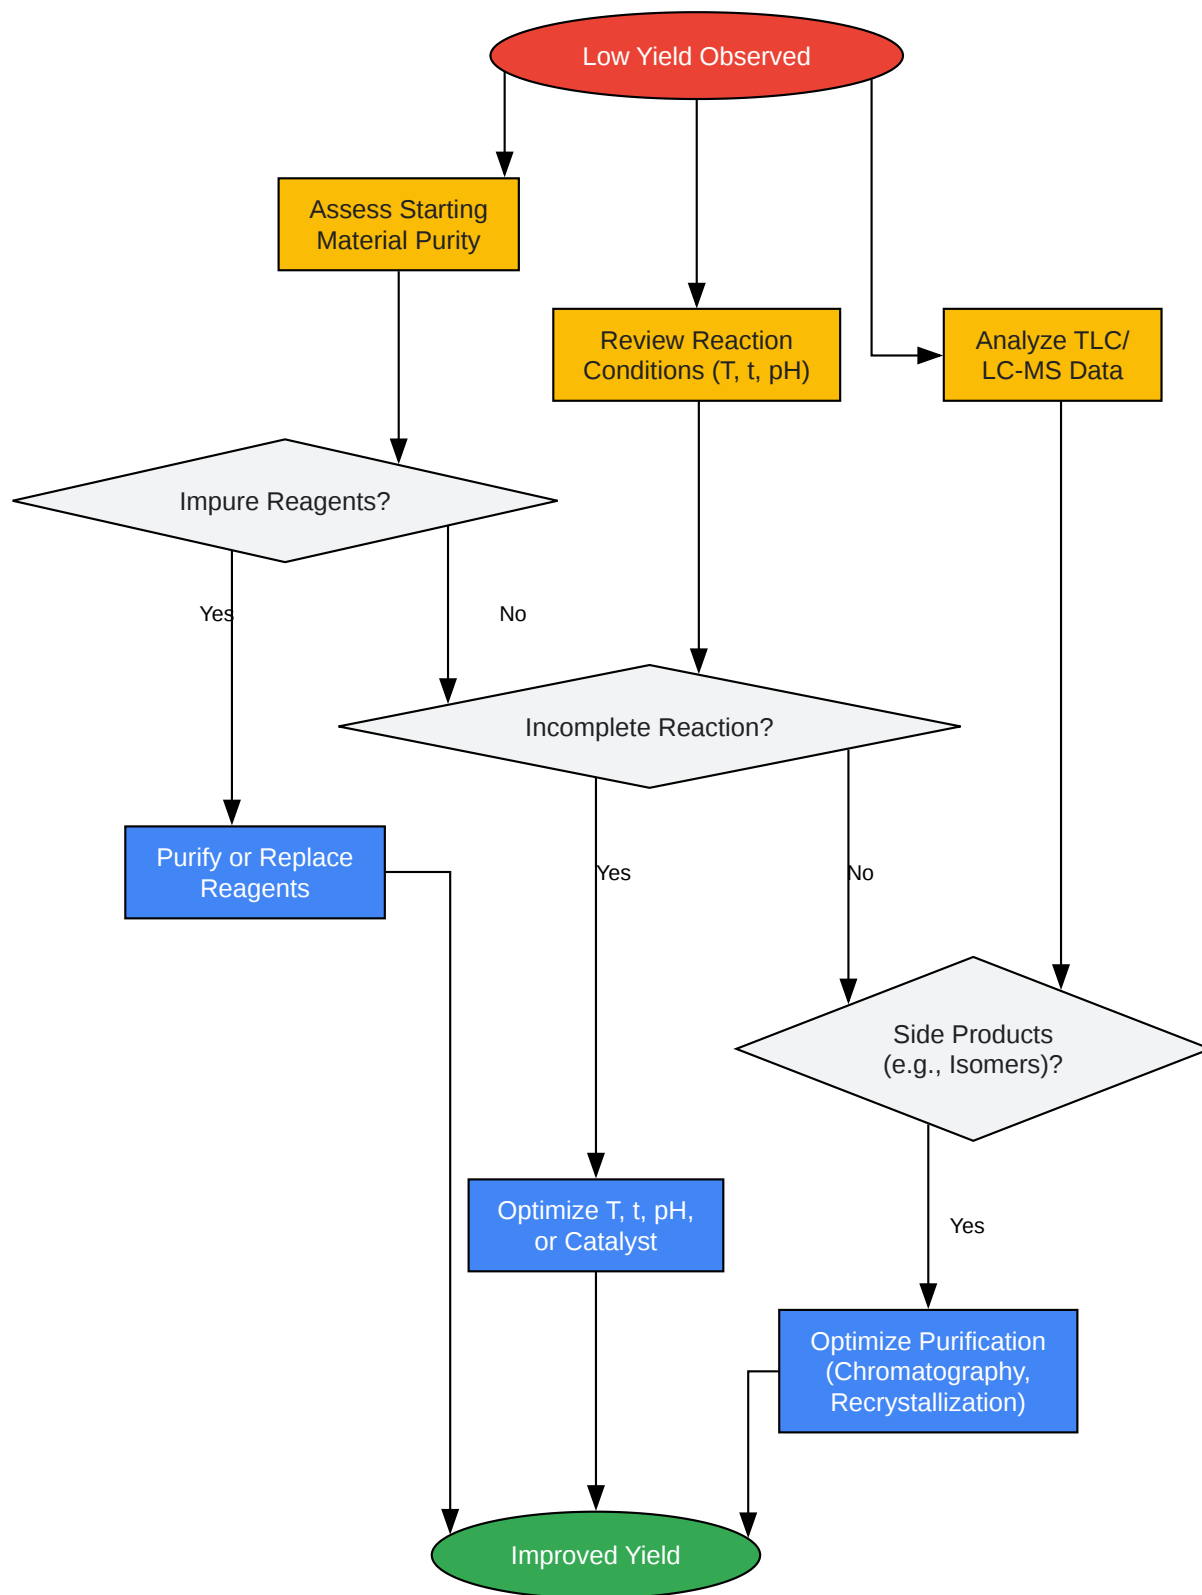 Low Yield Observed
Assess Starting
Material Purity
Review Reaction
Conditions (T, t, pH)
Analyze TLC/
LC-MS Data
Impure Reagents?
Yes
No
Incomplete Reaction?
Purify or Replace
Reagents
Yes
No
Side Products
(e.g., Isomers)?
Optimize T, t, pH,
or Catalyst
Yes
Optimize Purification
(Chromatography,
Recrystallization)
Improved Yield